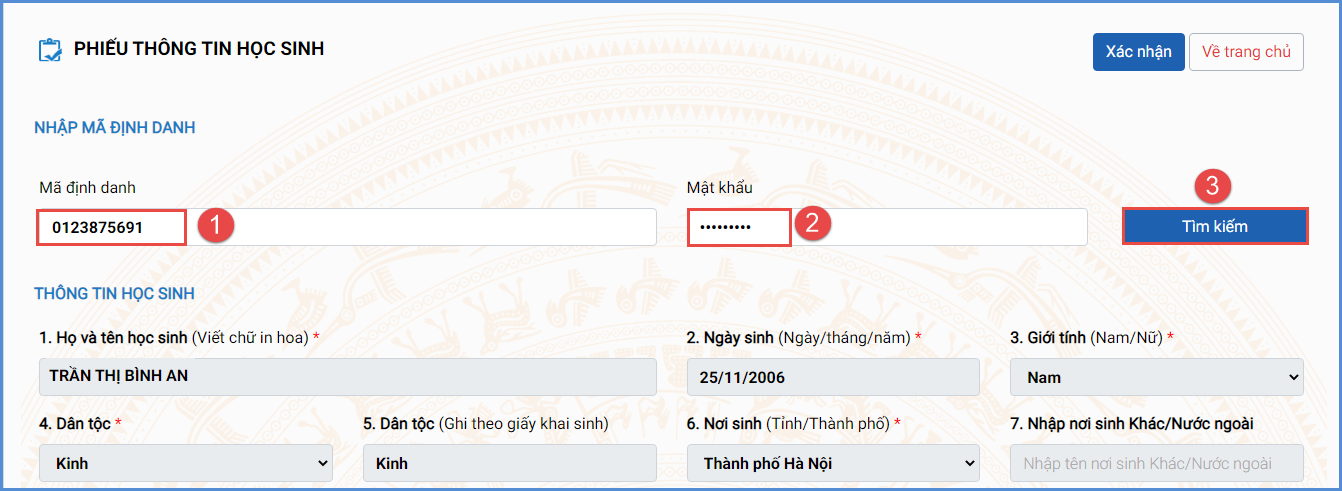 PHIẾU THÔNG TIN HỌC SINH
Xác nhận
Về trang chủ
NHẬP MÃ ĐỊNH DANH
Mã định danh
Mật khẩu
3
0123875691
1
•••••••••
2
Tìm kiếm
THÔNG TIN HỌC SINH
1. Họ và tên học sinh (Viết chữ in hoa) *
2. Ngày sinh (Ngày/tháng/năm) *
3. Giới tính (Nam/Nữ) *
TRẦN THỊ BÌNH AN
25/11/2006
Nam
4. Dân tộc *
5. Dân tộc (Ghi theo giấy khai sinh)
6. Nơi sinh (Tỉnh/Thành phố) *
7. Nhập nơi sinh Khác/Nước ngoài
Kinh
Kinh
Thành phố Hà Nội
Nhập tên nơi sinh Khác/Nước ngoài